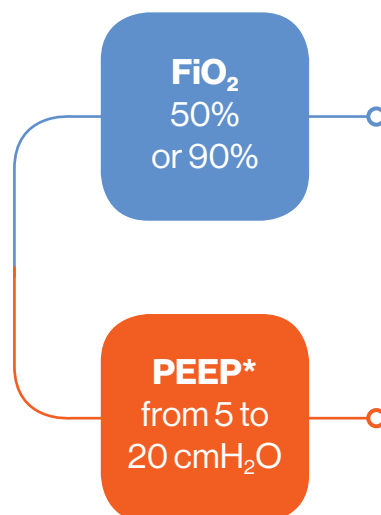 FiO₂
50%
or 90%
PEEP*
from 5 to
20 cmH₂O